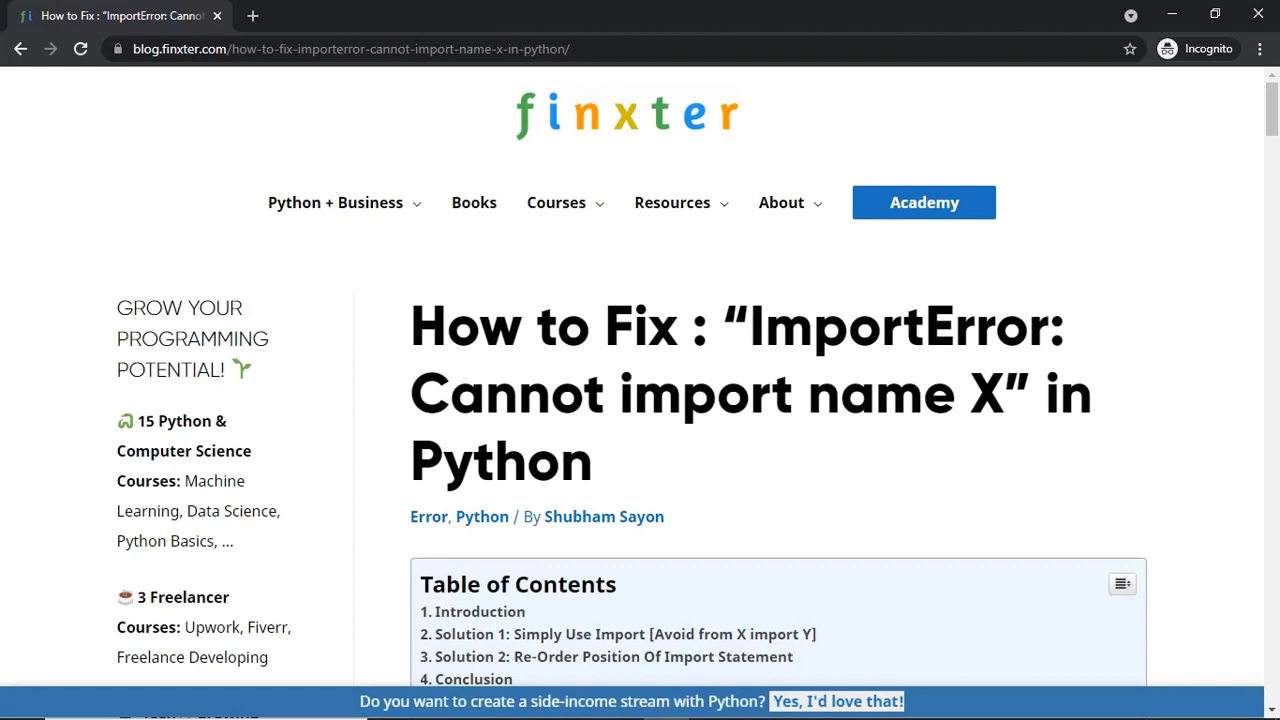 How to Fix : “ImportError: Canno
blog.finxter.com/how-to-fix-importerror-cannot-import-name-x-in-python/
Incognito
finxter
Python + Business
Books
Courses
Resources
About
Academy
GROW YOUR
PROGRAMMING
POTENTIAL!
15 Python &
Computer Science
Courses: Machine
Learning, Data Science,
Python Basics, ...
3 Freelancer
Courses: Upwork, Fiverr,
Freelance Developing
How to Fix : “ImportError:
Cannot import name X” in
Python
Error, Python / By Shubham Sayon
Table of Contents
1. Introduction
2. Solution 1: Simply Use Import [Avoid from X import Y]
3. Solution 2: Re-Order Position Of Import Statement
4. Conclusion
Do you want to create a side-income stream with Python? Yes, I'd love that!